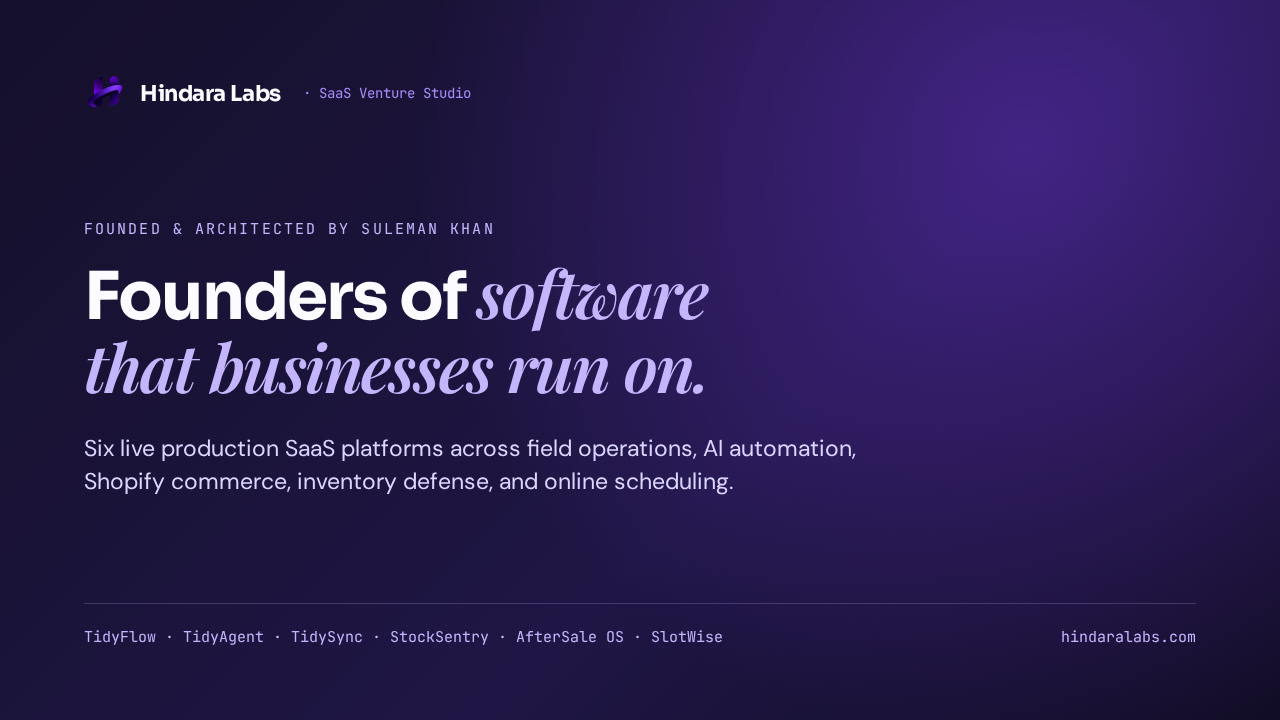 Hindara Labs · SaaS Venture Studio
FOUNDED & ARCHITECTED BY SULEMAN KHAN
Founders of software
that businesses run on.
Six live production SaaS platforms across field operations, AI automation,
Shopify commerce, inventory defense, and online scheduling.
TidyFlow · TidyAgent · TidySync · StockSentry · AfterSale OS · SlotWise
hindaralabs.com